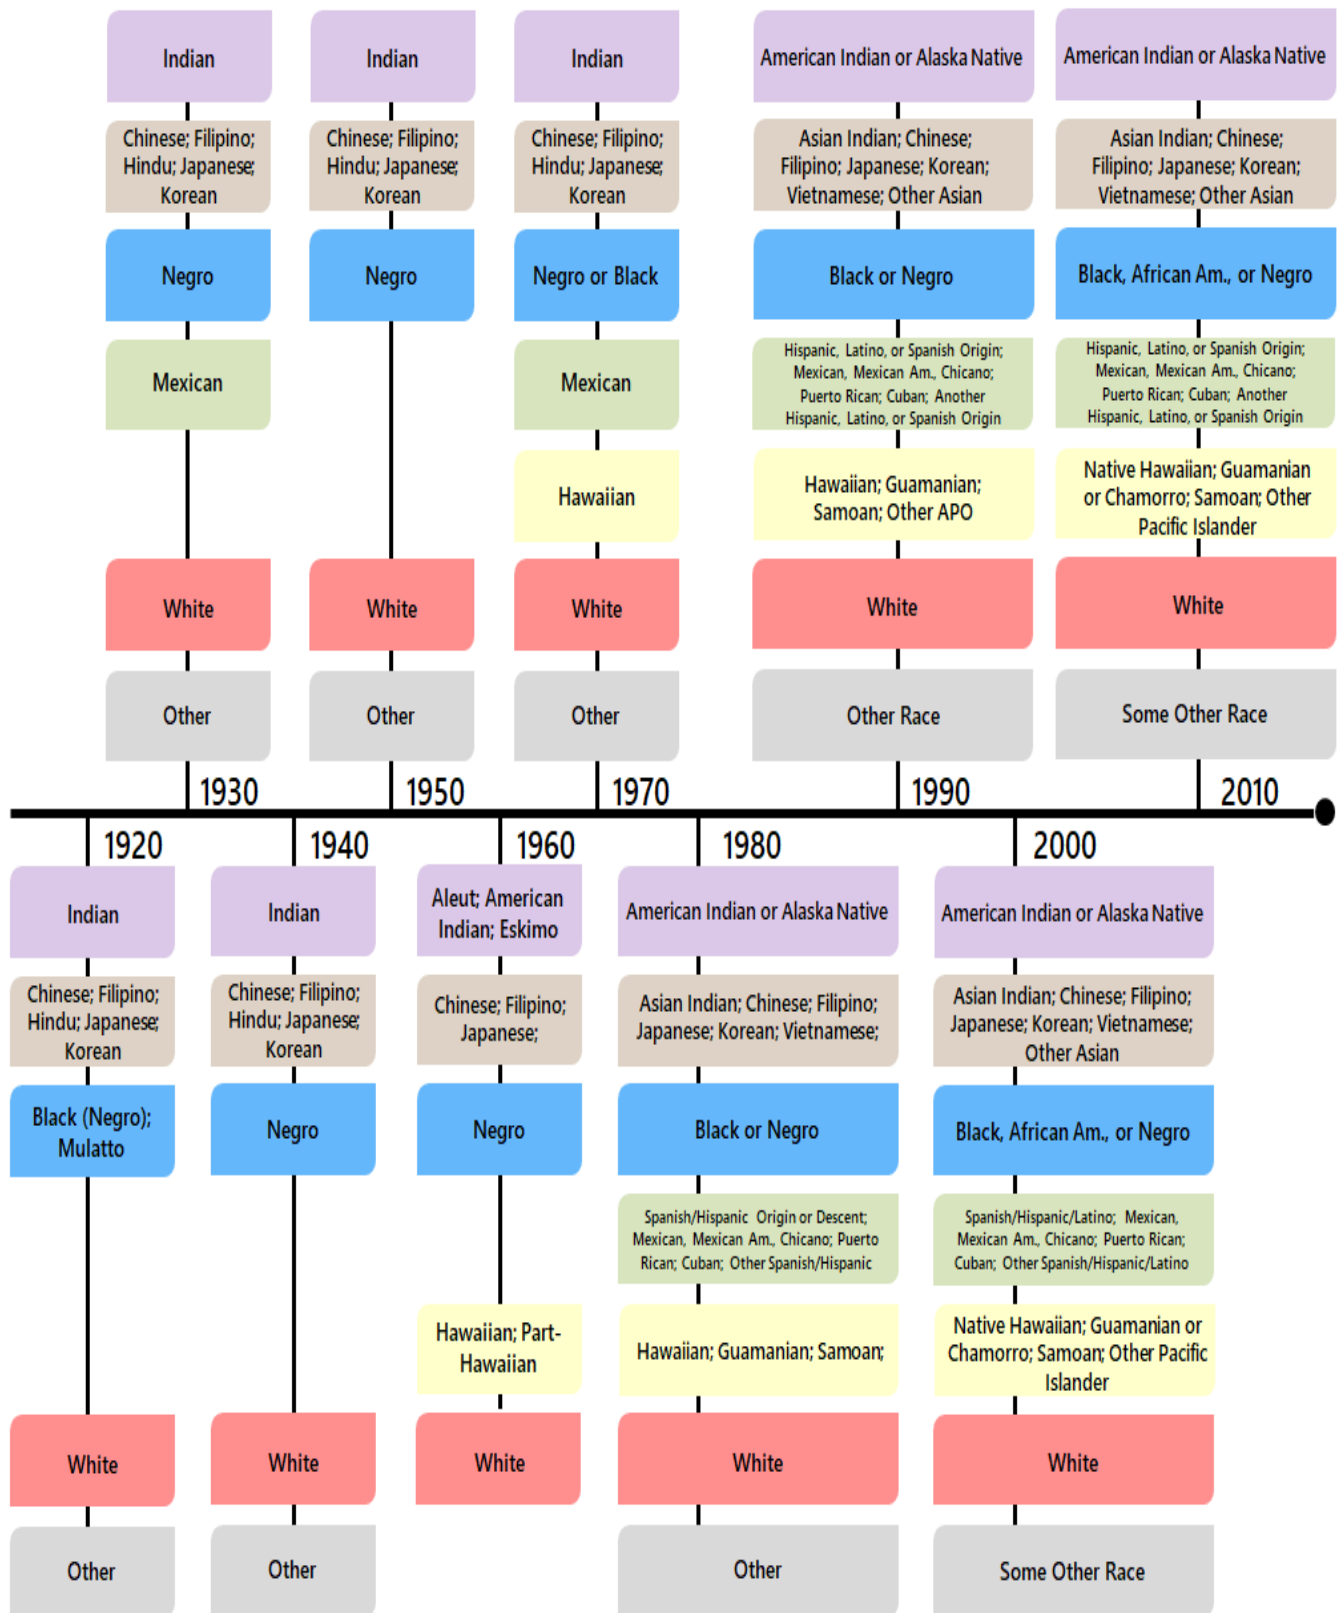 Indian
Chinese; Filipino;
Hindu; Japanese;
Korean
Negro
Mexican
White
Other
1930
Indian
Chinese; Filipino;
Hindu; Japanese;
Korean
Negro
White
Other
1950
Indian
Chinese; Filipino;
Hindu; Japanese;
Korean
Negro or Black
Mexican
Hawaiian
White
Other
1970
American Indian or Alaska Native
Asian Indian; Chinese;
Filipino; Japanese; Korean;
Vietnamese; Other Asian
Black or Negro
Hispanic, Latino, or Spanish Origin;
Mexican, Mexican Am., Chicano;
Puerto Rican; Cuban; Another
Hispanic, Latino, or Spanish Origin
Hawaiian; Guamanian;
Samoan; Other APO
White
Other Race
1990
American Indian or Alaska Native
Asian Indian; Chinese;
Filipino; Japanese; Korean;
Vietnamese; Other Asian
Black, African Am., or Negro
Hispanic, Latino, or Spanish Origin;
Mexican, Mexican Am., Chicano;
Puerto Rican; Cuban; Another
Hispanic, Latino, or Spanish Origin
Native Hawaiian; Guamanian
or Chamorro; Samoan; Other
Pacific Islander
White
Some Other Race
2010
1920
Indian
Chinese; Filipino;
Hindu; Japanese;
Korean
Black (Negro);
Mulatto
White
Other
1940
Indian
Chinese; Filipino;
Hindu; Japanese;
Korean
Negro
White
Other
1960
Aleut; American
Indian; Eskimo
Chinese; Filipino;
Japanese;
Negro
Hawaiian; Part-
Hawaiian
White
1980
American Indian or Alaska Native
Asian Indian; Chinese; Filipino;
Japanese; Korean; Vietnamese;
Black or Negro
Spanish/Hispanic Origin or Descent;
Mexican, Mexican Am., Chicano; Puerto
Rican; Cuban; Other Spanish/Hispanic
Hawaiian; Guamanian; Samoan;
White
Other
2000
American Indian or Alaska Native
Asian Indian; Chinese; Filipino;
Japanese; Korean; Vietnamese;
Other Asian
Black, African Am., or Negro
Spanish/Hispanic/Latino; Mexican,
Mexican Am., Chicano; Puerto Rican;
Cuban; Other Spanish/Hispanic/Latino
Native Hawaiian; Guamanian or
Chamorro; Samoan; Other Pacific
Islander
White
Some Other Race